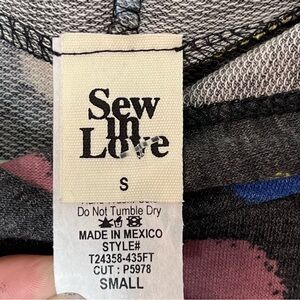 Sew
in
Love
S
Do Not Tumble Dry
MADE IN MEXICO
STYLE#
T24358-435FT
CUT : P5978
SMALL